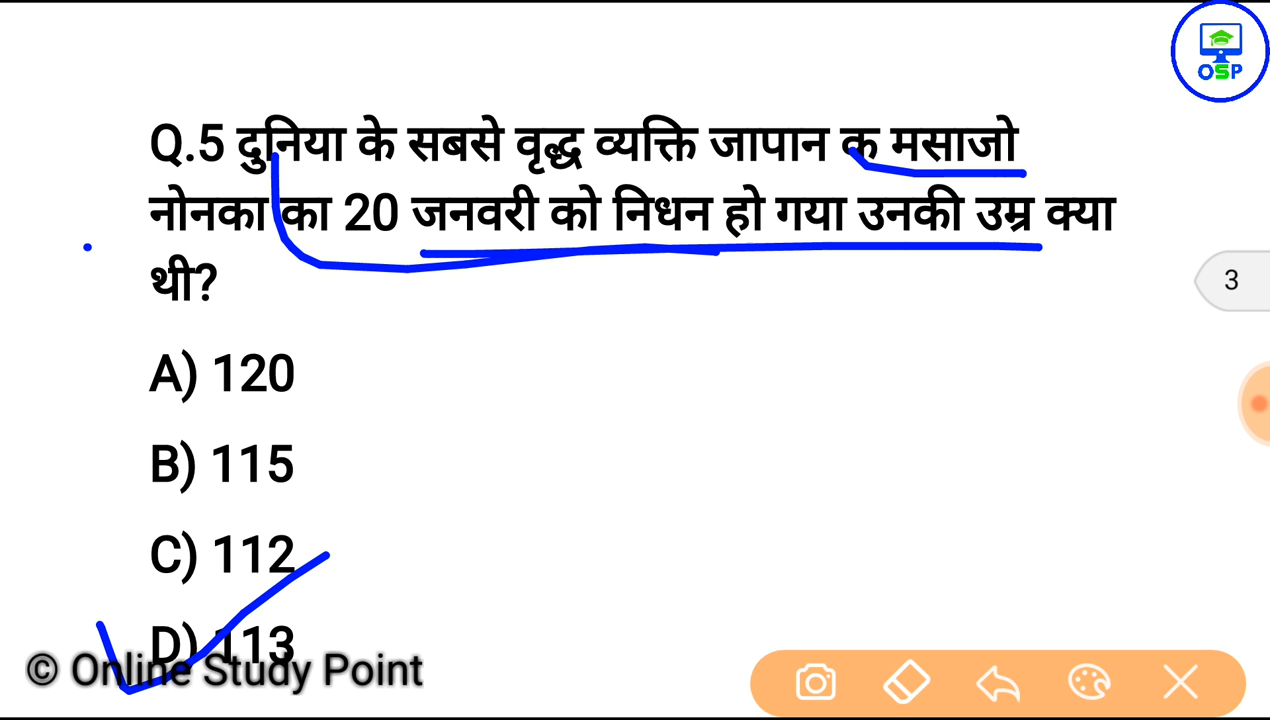 OSP
Q.5 दुनिया के सबसे वृद्ध व्यक्ति जापान क मसाजो
नोनका का 20 जनवरी को निधन हो गया उनकी उम्र क्या
थी?
3
A) 120
B) 115
C) 112
D) 113
© Online Study Point